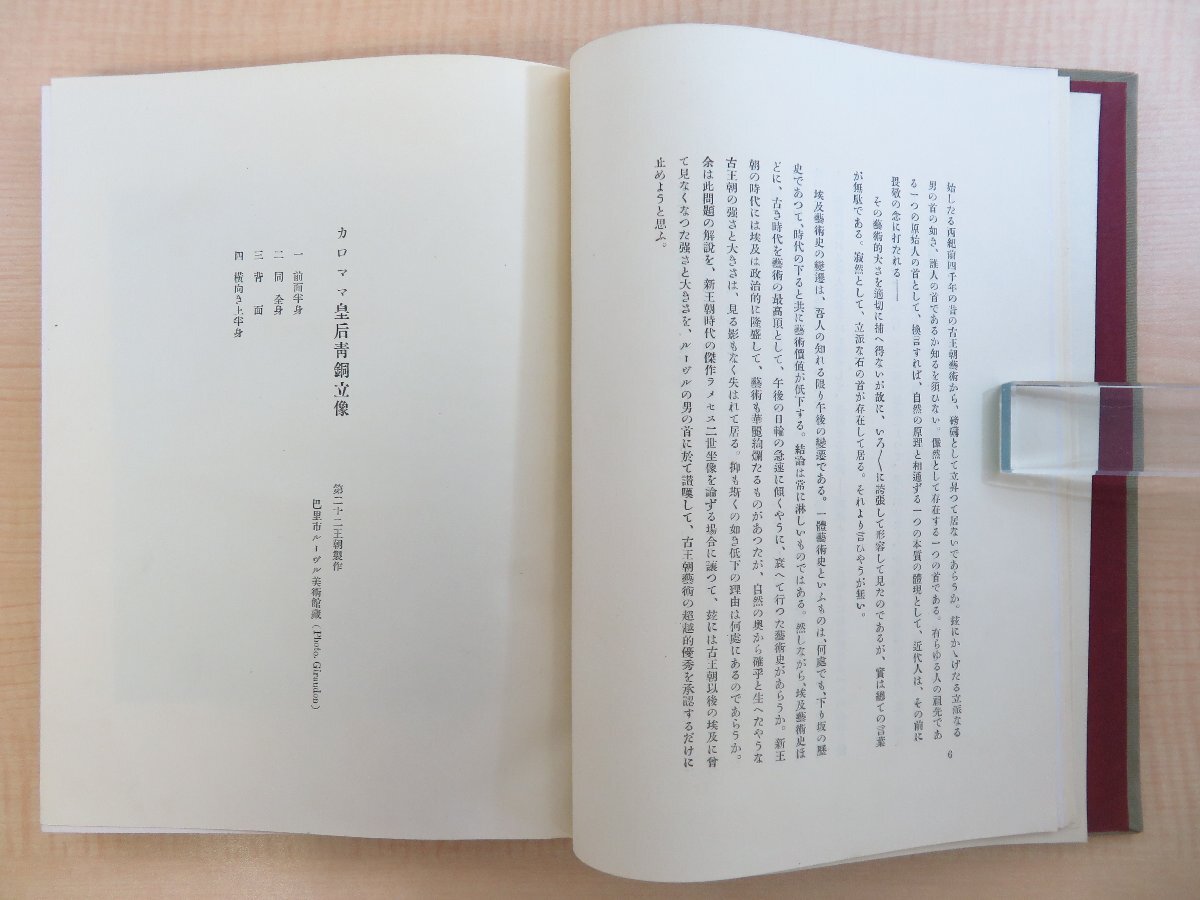 始したる西紀前四千年の昔の古王朝藝術から、磅礴として立昇つて居ないであらうか。玆にかゝげたる立派なる
男の首の如き、誰人の首であるか知るを須ひない。儼然として存在する一つの首である。有らゆる人の祖先であ
る一つの原始人の首として、換言すれば、自然の原理と相通ずる一つの本質の體現として、近代人は、その前に
畏敬の念に打たれる――
その藝術的大さを適切に捕へ得ないが故に、いろ〱に誇張して形容して見たのであるが、實は總ての言葉
が無駄である。寂然として、立派な石の首が存在して居る。それより言ひやうが無い。
埃及藝術史の變遷は、吾人の知れる限り午後の變遷である。一體藝術史といふものは、何處でも、下り坂の歷
史であつて、時代の下ると共に藝術價値が低下する。結論は常に淋しいものではある。然しながら、埃及藝術史ほ
どに、古き時代を藝術の最高頂として、午後の日輪の急速に傾くやうに、衰へて行つた藝術史があらうか。新王
朝の時代には埃及は政治的に隆盛して、藝術も華麗絢爛たるものがあつたが、自然の奧から確乎と生へたやうな
古王朝の强さと大きさは、見る影もなく失はれて居る。抑も斯くの如き低下の理由は何處にあるのであらうか。
余は此問題の解說を、新王朝時代の傑作ラメセス二世坐像を論ずる場合に讓つて、玆には古王朝以後の埃及に曾
て見なくなつた强さと大きさを、ルーヴルの男の首に於て讃嘆して、古王朝藝術の超越的優秀を承認するだけに
止めようと思ふ。
6
カロママ皇后靑銅立像
第二十二王朝製作
巴里市ルーヴル美術館藏 (Photo. Giraudon)
一 前面半身
二 同 全身
三 背 面
四 橫向き上半身